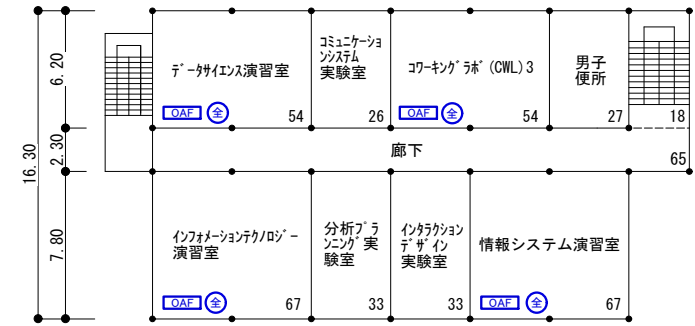 データサイエンス演習室
OAF 全
54
コミュニケーショ
ンシステム
実験室
26
コワーキングラボ(CWL)3
OAF 全
54
男子
便所
27
18
廊下
65
インフォメーションテクノロジー
演習室
OAF 全
67
分析プラ
ンニング実
験室
33
インタラクション
デザイン
実験室
33
情報システム演習室
OAF 全
67
16.30
6.20
2.30
7.80